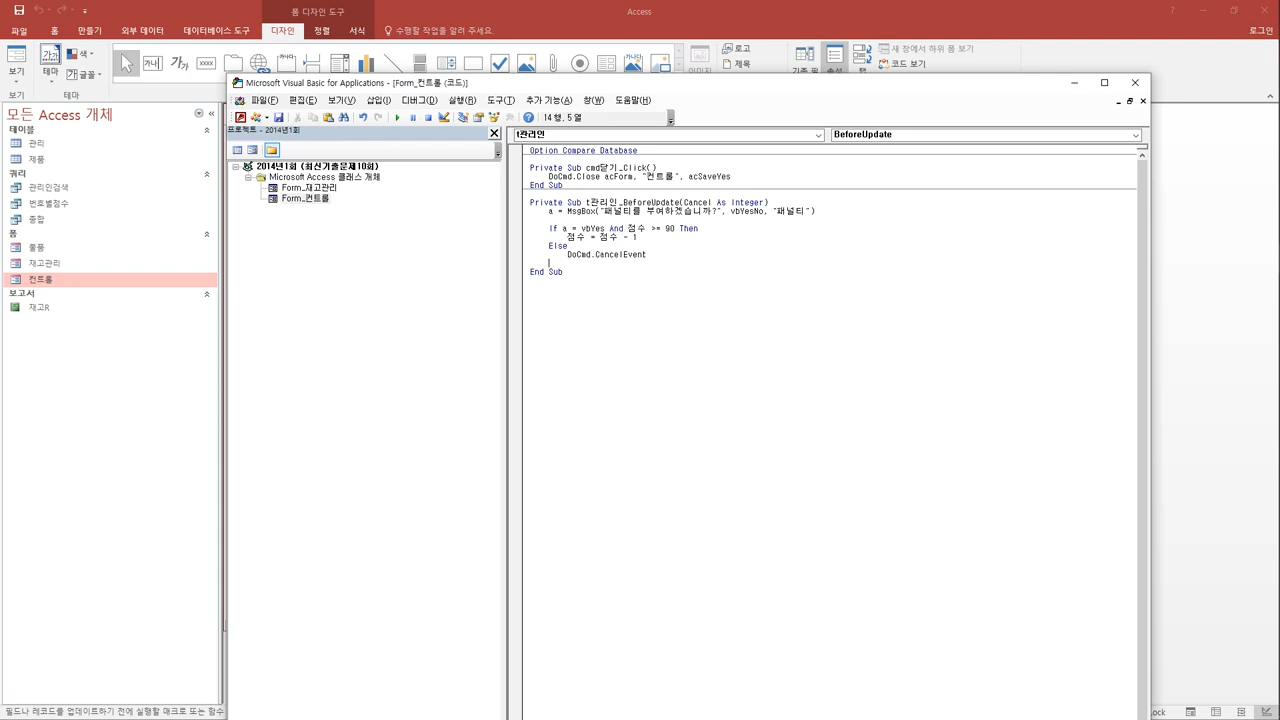 폼 디자인 도구
Access
파일 홈 만들기 외부 데이터 데이터베이스 도구 디자인 정렬 서식 수행할 작업을 알려 주세요. 로그인
색
로고
제목
새 창에서 하위 폼 보기
코드 보기
보기 테마 글꼴
보기 테마
모든 Access 개체
테이블
관리
제품
쿼리
관리인검색
번호별점수
종합
폼
물품
재고관리
컨트롤
보고서
재고R
Microsoft Visual Basic for Applications - [Form_컨트롤 (코드)]
파일(F) 편집(E) 보기(V) 삽입(I) 디버그(D) 실행(R) 도구(T) 추가 기능(A) 창(W) 도움말(H)
14 행, 5 열
프로젝트 - 2014년1회
2014년1회 (최신기출문제10회)
Microsoft Access 클래스 개체
Form_재고관리
Form_컨트롤
t관리인 BeforeUpdate
Option Compare Database
Private Sub cmd닫기_Click()
DoCmd.Close acForm, "컨트롤", acSaveYes
End Sub
Private Sub t관리인_BeforeUpdate(Cancel As Integer)
a = MsgBox("패널티를 부여하겠습니까?", vbYesNo, "패널티")
If a = vbYes And 점수 >= 90 Then
점수 = 점수 - 1
Else
DoCmd.CancelEvent
End Sub
필드나 레코드를 업데이트하기 전에 실행할 매크로 또는 함수
ock